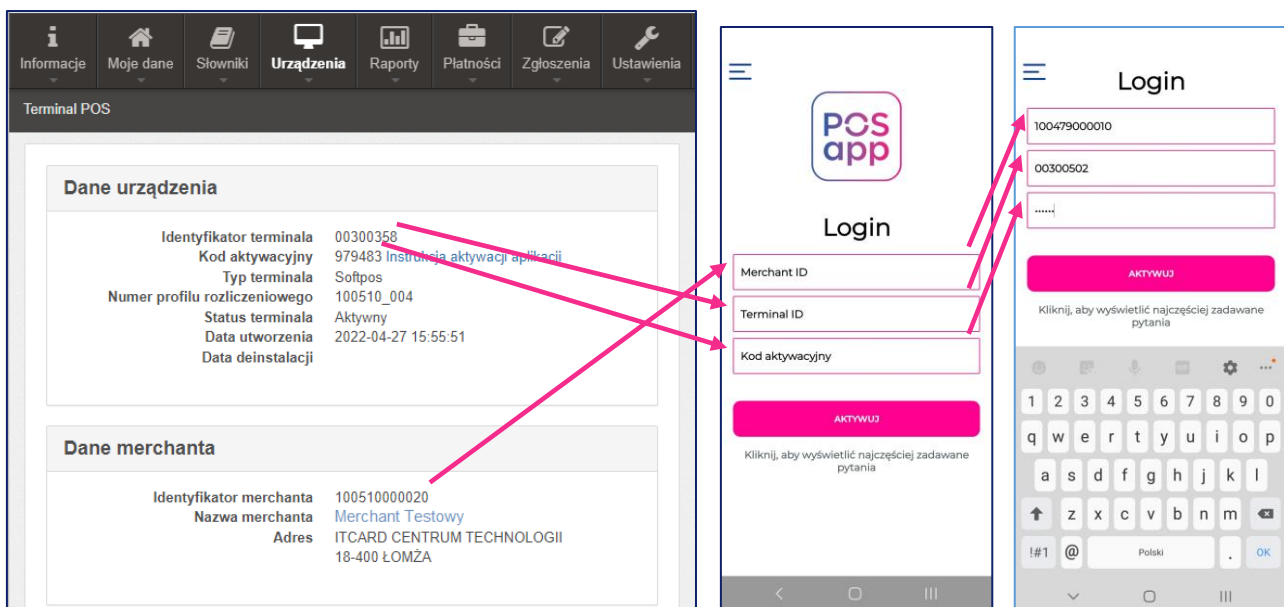 Informacje Moje dane Słowniki Urządzenia Raporty Płatności Zgłoszenia Ustawienia
Terminal POS
Dane urządzenia
Identyfikator terminala 00300358
Kod aktywacyjny 979483 Instrukcja aktywacji aplikacji
Typ terminala Softpos
Numer profilu rozliczeniowego 100510_004
Status terminala Aktywny
Data utworzenia 2022-04-27 15:55:51
Data deinstalacji
Dane merchanta
Identyfikator merchanta 100510000020
Nazwa merchanta Merchant Testowy
Adres ITCARD CENTRUM TECHNOLOGII
18-400 ŁOMŻA
POS
app
Login
Merchant ID
Terminal ID
Kod aktywacyjny
AKTYWUJ
Kliknij, aby wyświetlić najczęściej zadawane
pytania
Login
100479000010
00300502
......
AKTYWUJ
Kliknij, aby wyświetlić najczęściej zadawane
pytania
1 2 3 4 5 6 7 8 9 0
q w e r t y u i o p
a s d f g h j k l
z x c v b n m
!#1 @ Polski . OK